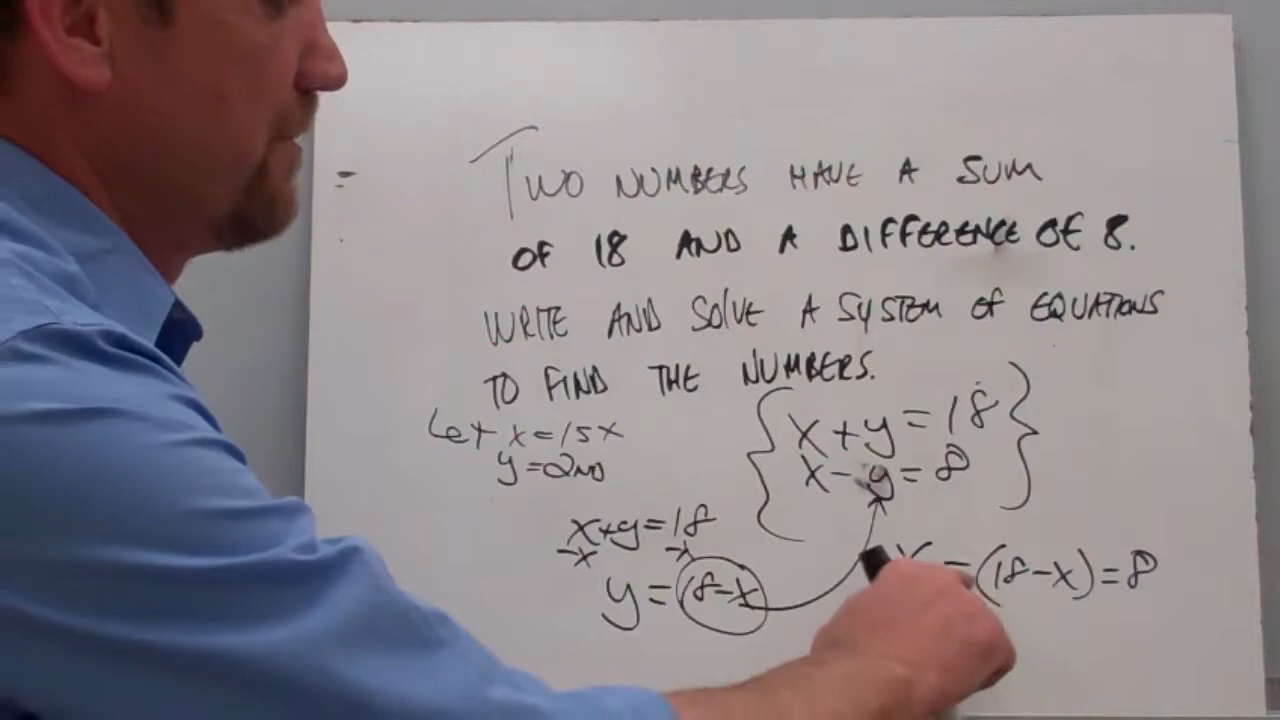 TWO NUMBERS HAVE A SUM
OF 18 AND A DIFFERENCE OF 8.
WRITE AND SOLVE A SYSTEM OF EQUATIONS
TO FIND THE NUMBERS.
Let x=1ST
y=2ND
{x+y=18
x-y=8}
x+y=18
-x -x
y=18-x
x-(18-x)=8